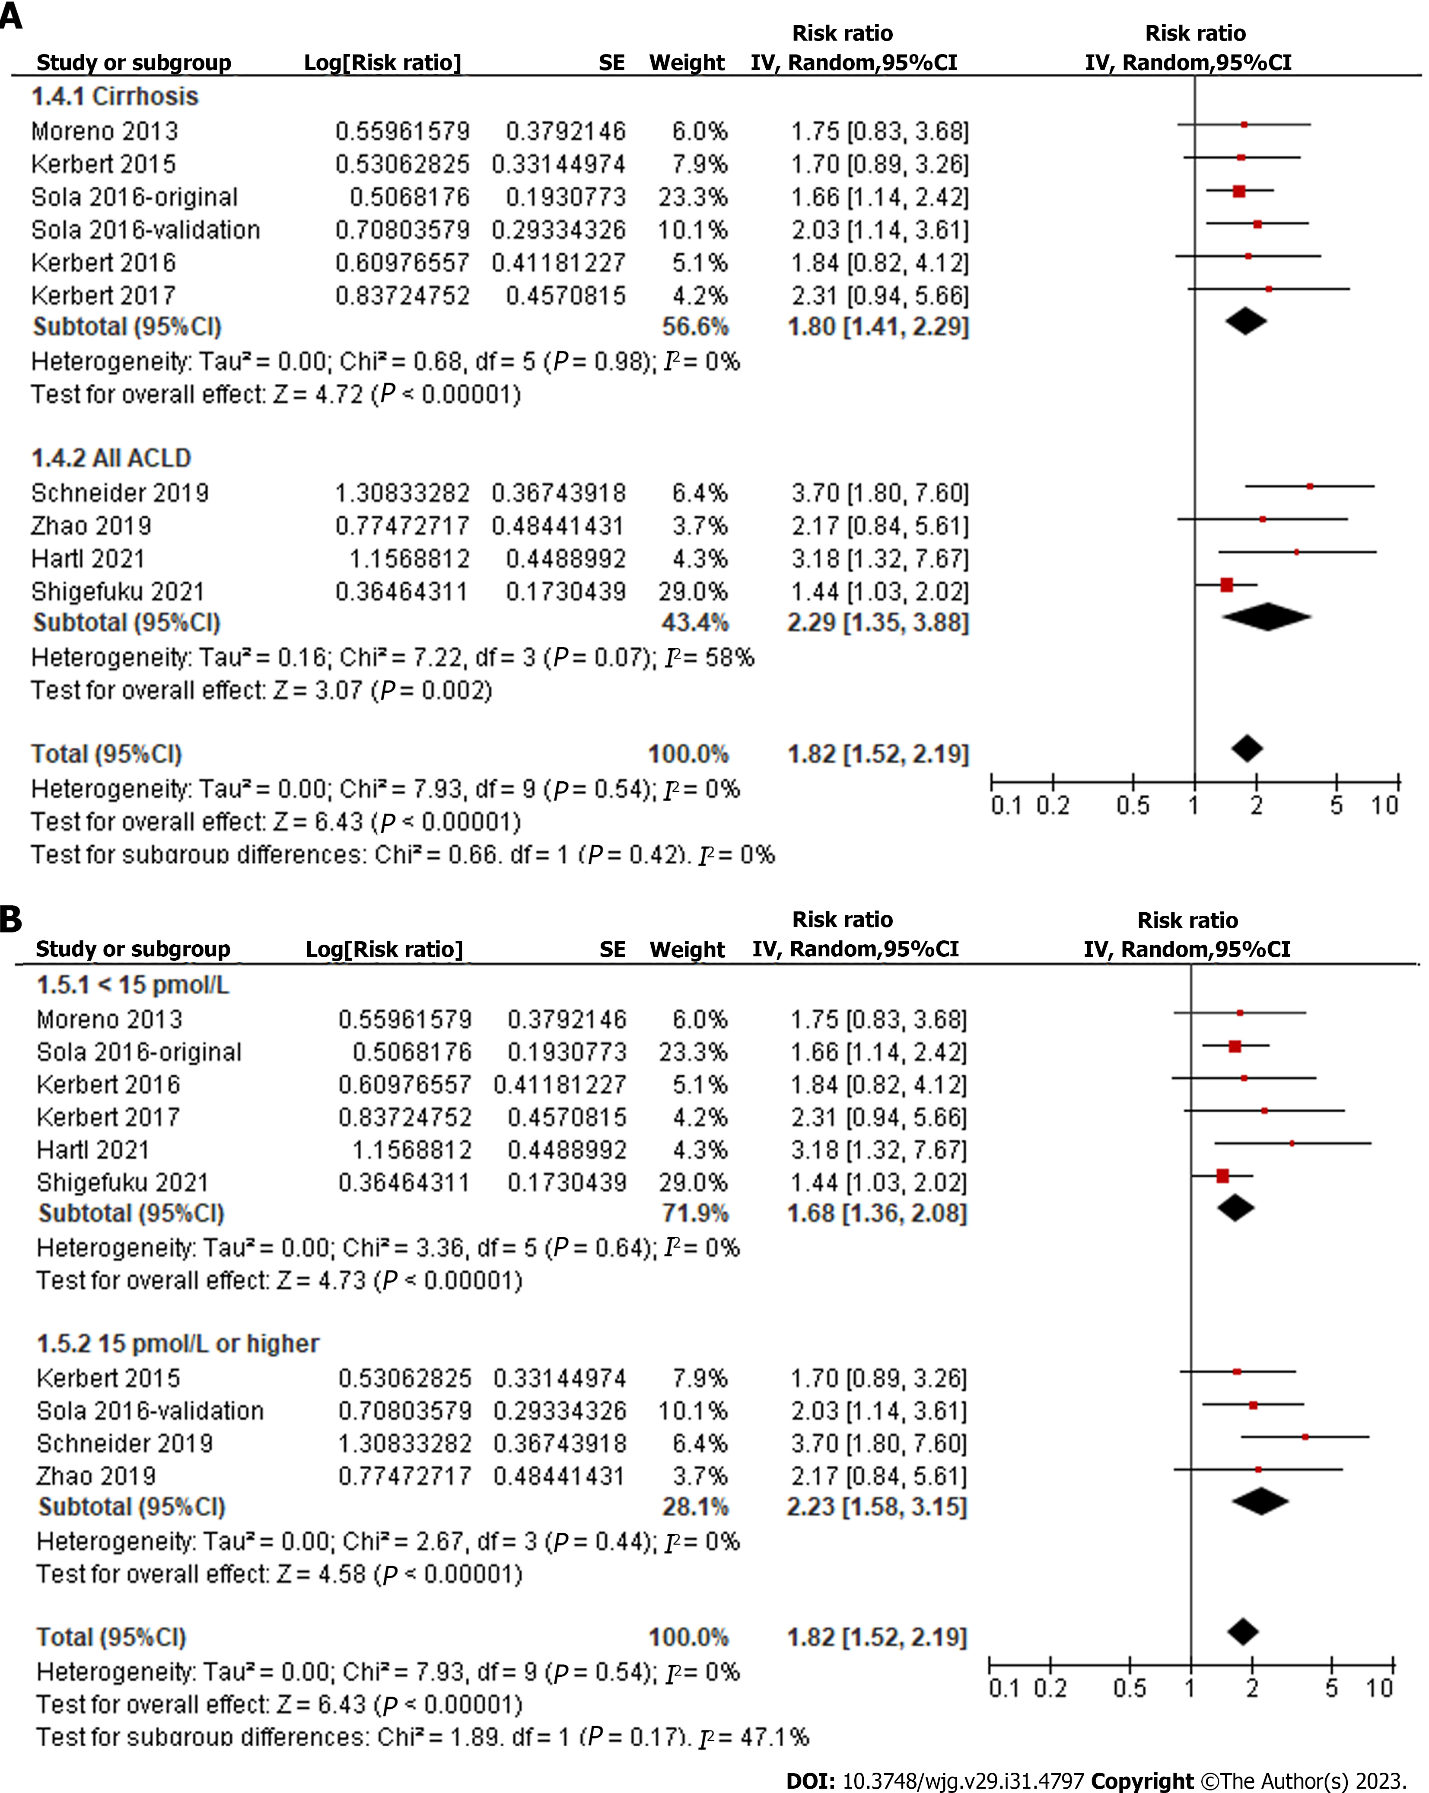 A
Risk ratio Risk ratio
Study or subgroup Log[Risk ratio] SE Weight IV, Random,95%CI IV, Random,95%CI
1.4.1 Cirrhosis
Moreno 2013 0.55961579 0.3792146 6.0% 1.75 [0.83, 3.68]
Kerbert 2015 0.53062825 0.33144974 7.9% 1.70 [0.89, 3.26]
Sola 2016-original 0.5068176 0.1930773 23.3% 1.66 [1.14, 2.42]
Sola 2016-validation 0.70803579 0.29334326 10.1% 2.03 [1.14, 3.61]
Kerbert 2016 0.60976557 0.41181227 5.1% 1.84 [0.82, 4.12]
Kerbert 2017 0.83724752 0.4570815 4.2% 2.31 [0.94, 5.66]
Subtotal (95%CI) 56.6% 1.80 [1.41, 2.29]
Heterogeneity: Tau² = 0.00; Chi² = 0.68, df = 5 (P = 0.98); I² = 0%
Test for overall effect: Z = 4.72 (P < 0.00001)
1.4.2 All ACLD
Schneider 2019 1.30833282 0.36743918 6.4% 3.70 [1.80, 7.60]
Zhao 2019 0.77472717 0.48441431 3.7% 2.17 [0.84, 5.61]
Hartl 2021 1.1568812 0.4488992 4.3% 3.18 [1.32, 7.67]
Shigefuku 2021 0.36464311 0.1730439 29.0% 1.44 [1.03, 2.02]
Subtotal (95%CI) 43.4% 2.29 [1.35, 3.88]
Heterogeneity: Tau² = 0.16; Chi² = 7.22, df = 3 (P = 0.07); I² = 58%
Test for overall effect: Z = 3.07 (P = 0.002)
Total (95%CI) 100.0% 1.82 [1.52, 2.19]
Heterogeneity: Tau² = 0.00; Chi² = 7.93, df = 9 (P = 0.54); I² = 0%
0.1 0.2 0.5 1 2 5 10
Test for overall effect: Z = 6.43 (P < 0.00001)
Test for subgroup differences: Chi² = 0.66. df = 1 (P = 0.42). I² = 0%
B
Risk ratio Risk ratio
Study or subgroup Log[Risk ratio] SE Weight IV, Random,95%CI IV, Random,95%CI
1.5.1 < 15 pmol/L
Moreno 2013 0.55961579 0.3792146 6.0% 1.75 [0.83, 3.68]
Sola 2016-original 0.5068176 0.1930773 23.3% 1.66 [1.14, 2.42]
Kerbert 2016 0.60976557 0.41181227 5.1% 1.84 [0.82, 4.12]
Kerbert 2017 0.83724752 0.4570815 4.2% 2.31 [0.94, 5.66]
Hartl 2021 1.1568812 0.4488992 4.3% 3.18 [1.32, 7.67]
Shigefuku 2021 0.36464311 0.1730439 29.0% 1.44 [1.03, 2.02]
Subtotal (95%CI) 71.9% 1.68 [1.36, 2.08]
Heterogeneity: Tau² = 0.00; Chi² = 3.36, df = 5 (P = 0.64); I² = 0%
Test for overall effect: Z = 4.73 (P < 0.00001)
1.5.2 15 pmol/L or higher
Kerbert 2015 0.53062825 0.33144974 7.9% 1.70 [0.89, 3.26]
Sola 2016-validation 0.70803579 0.29334326 10.1% 2.03 [1.14, 3.61]
Schneider 2019 1.30833282 0.36743918 6.4% 3.70 [1.80, 7.60]
Zhao 2019 0.77472717 0.48441431 3.7% 2.17 [0.84, 5.61]
Subtotal (95%CI) 28.1% 2.23 [1.58, 3.15]
Heterogeneity: Tau² = 0.00; Chi² = 2.67, df = 3 (P = 0.44); I² = 0%
Test for overall effect: Z = 4.58 (P < 0.00001)
Total (95%CI) 100.0% 1.82 [1.52, 2.19]
Heterogeneity: Tau² = 0.00; Chi² = 7.93, df = 9 (P = 0.54); I² = 0%
0.1 0.2 0.5 1 2 5 10
Test for overall effect: Z = 6.43 (P < 0.00001)
Test for subgroup differences: Chi² = 1.89. df = 1 (P = 0.17). I² = 47.1%
DOI: 10.3748/wjg.v29.i31.4797 Copyright ©The Author(s) 2023.